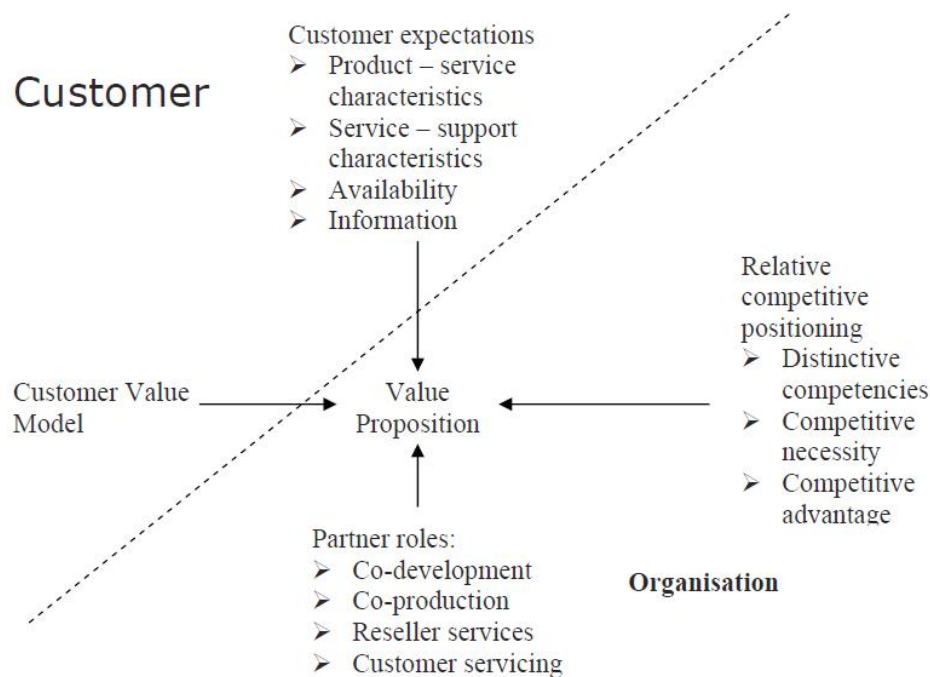 Customer
Customer expectations
➢ Product – service
characteristics
➢ Service – support
characteristics
➢ Availability
➢ Information
Relative
competitive
positioning
➢ Distinctive
competencies
➢ Competitive
necessity
➢ Competitive
advantage
Customer Value
Model
Value
Proposition
Partner roles:
➢ Co-development
➢ Co-production
➢ Reseller services
➢ Customer servicing
Organisation